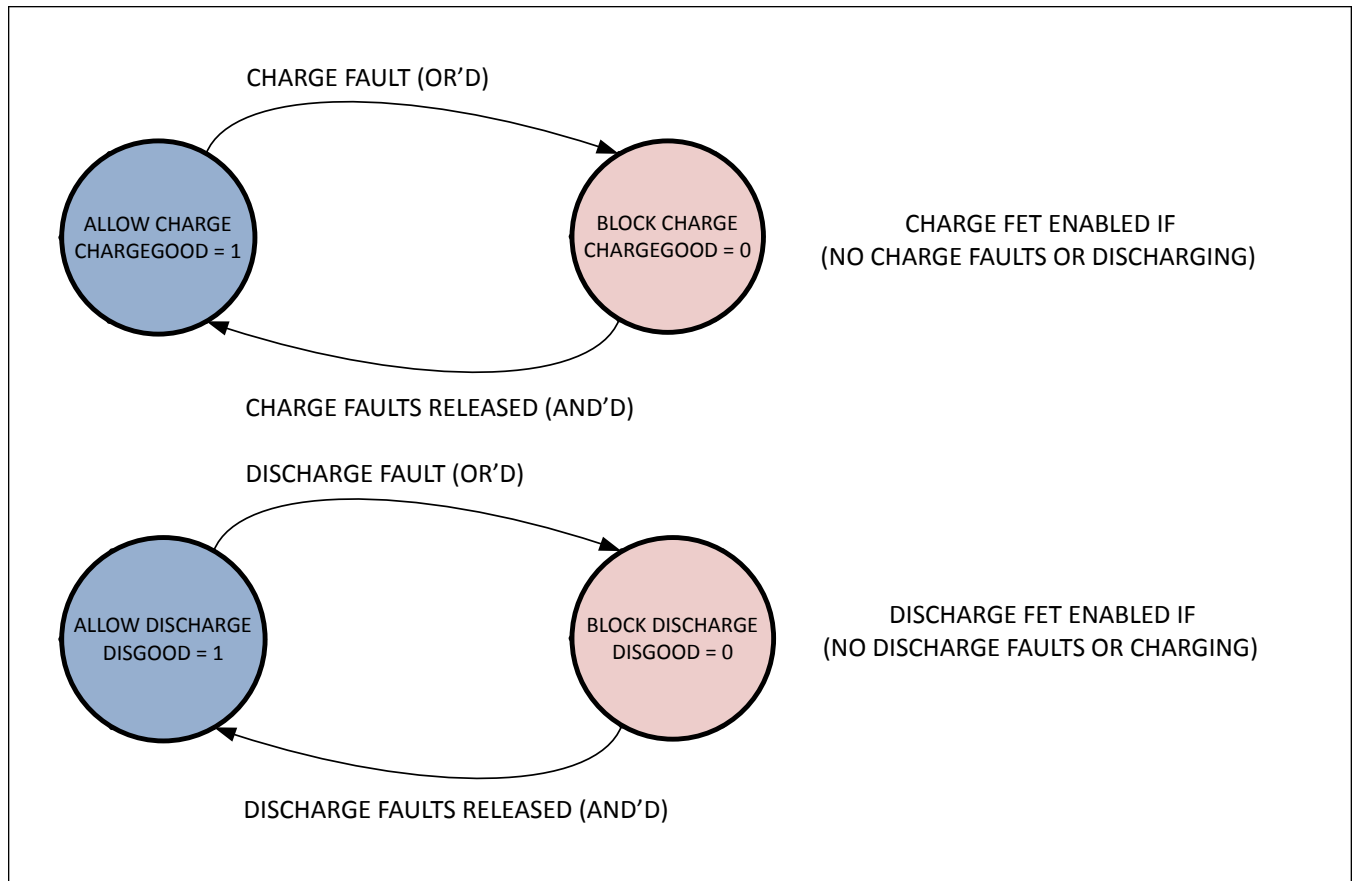 CHARGE FAULT (OR’D)
ALLOW CHARGE
CHARGEGOOD = 1
BLOCK CHARGE
CHARGEGOOD = 0
CHARGE FET ENABLED IF
(NO CHARGE FAULTS OR DISCHARGING)
CHARGE FAULTS RELEASED (AND’D)
DISCHARGE FAULT (OR’D)
ALLOW DISCHARGE
DISGOOD = 1
BLOCK DISCHARGE
DISGOOD = 0
DISCHARGE FET ENABLED IF
(NO DISCHARGE FAULTS OR CHARGING)
DISCHARGE FAULTS RELEASED (AND’D)